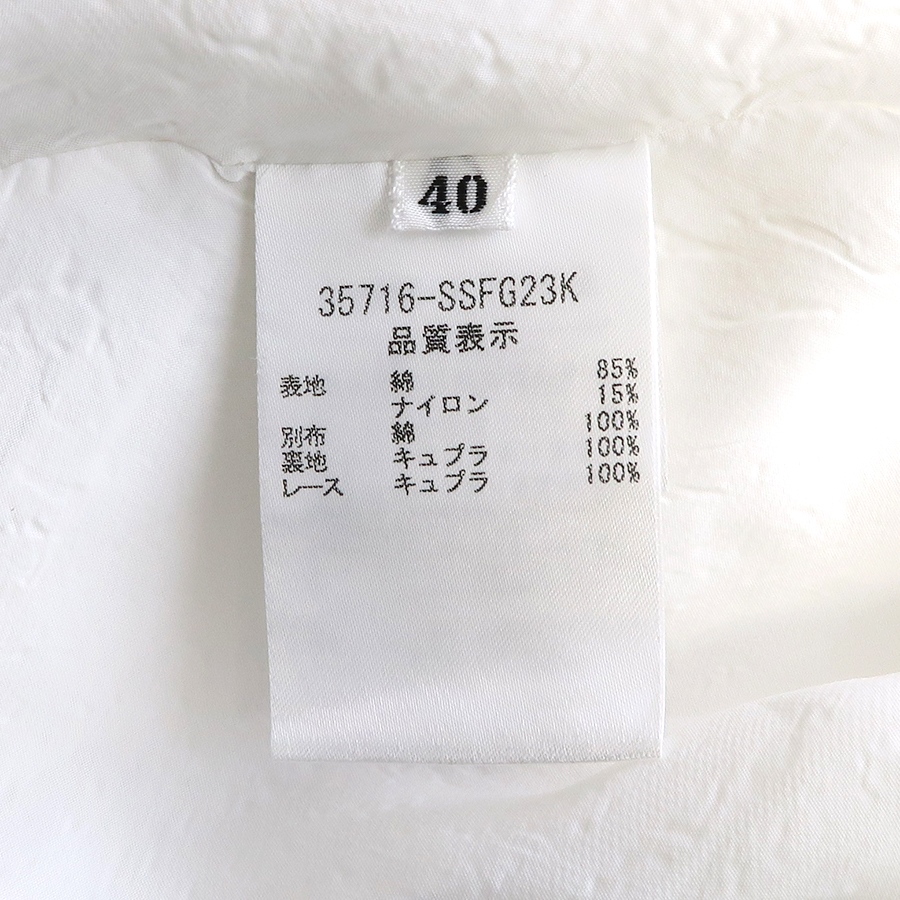 40
35716-SSFG23K
品質表示
表地 綿 85%
ナイロン 15%
別布 綿 100%
裏地 キュプラ 100%
レース キュプラ 100%